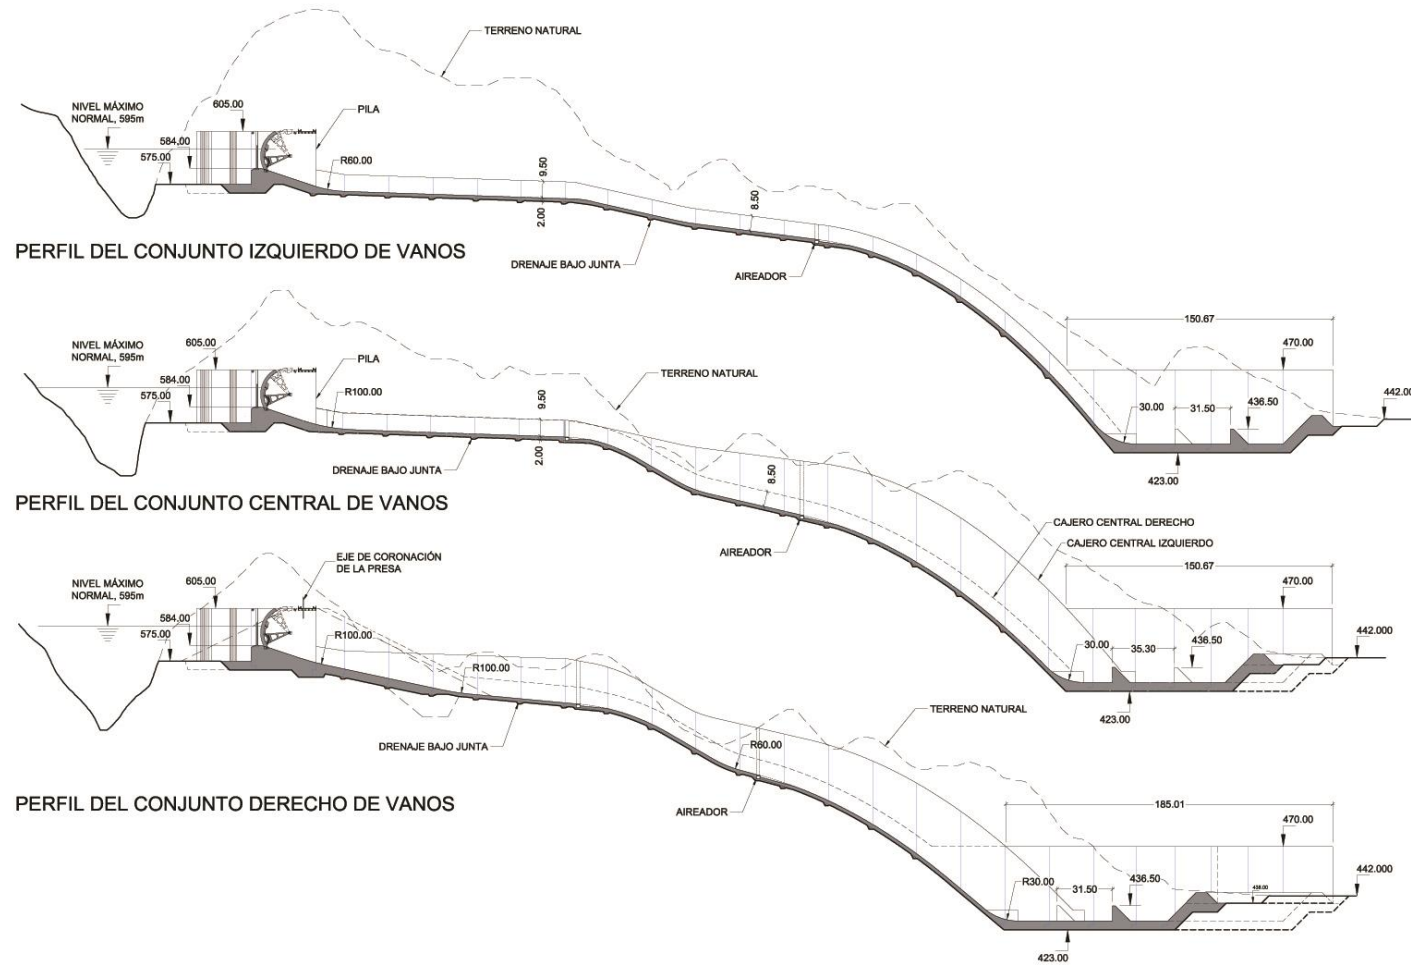 TERRENO NATURAL
NIVEL MÁXIMO
NORMAL, 595m
605.00
PILA
584.00
575.00
R60.00
9.50
2.00
8.50
DRENAJE BAJO JUNTA
AIREADOR
PERFIL DEL CONJUNTO IZQUIERDO DE VANOS
150.67
470.00
442.00
30.00
31.50
436.50
423.00
NIVEL MÁXIMO
NORMAL, 595m
605.00
PILA
TERRENO NATURAL
584.00
575.00
R100.00
9.50
2.00
8.50
DRENAJE BAJO JUNTA
AIREADOR
PERFIL DEL CONJUNTO CENTRAL DE VANOS
CAJERO CENTRAL DERECHO
CAJERO CENTRAL IZQUIERDO
150.67
470.00
442.000
30.00
35.30
436.50
423.00
EJE DE CORONACIÓN
DE LA PRESA
NIVEL MÁXIMO
NORMAL, 595m
605.00
584.00
575.00
R100.00
R100.00
DRENAJE BAJO JUNTA
R60.00
AIREADOR
TERRENO NATURAL
PERFIL DEL CONJUNTO DERECHO DE VANOS
185.01
470.00
442.000
R30.00
31.50
436.50
423.00